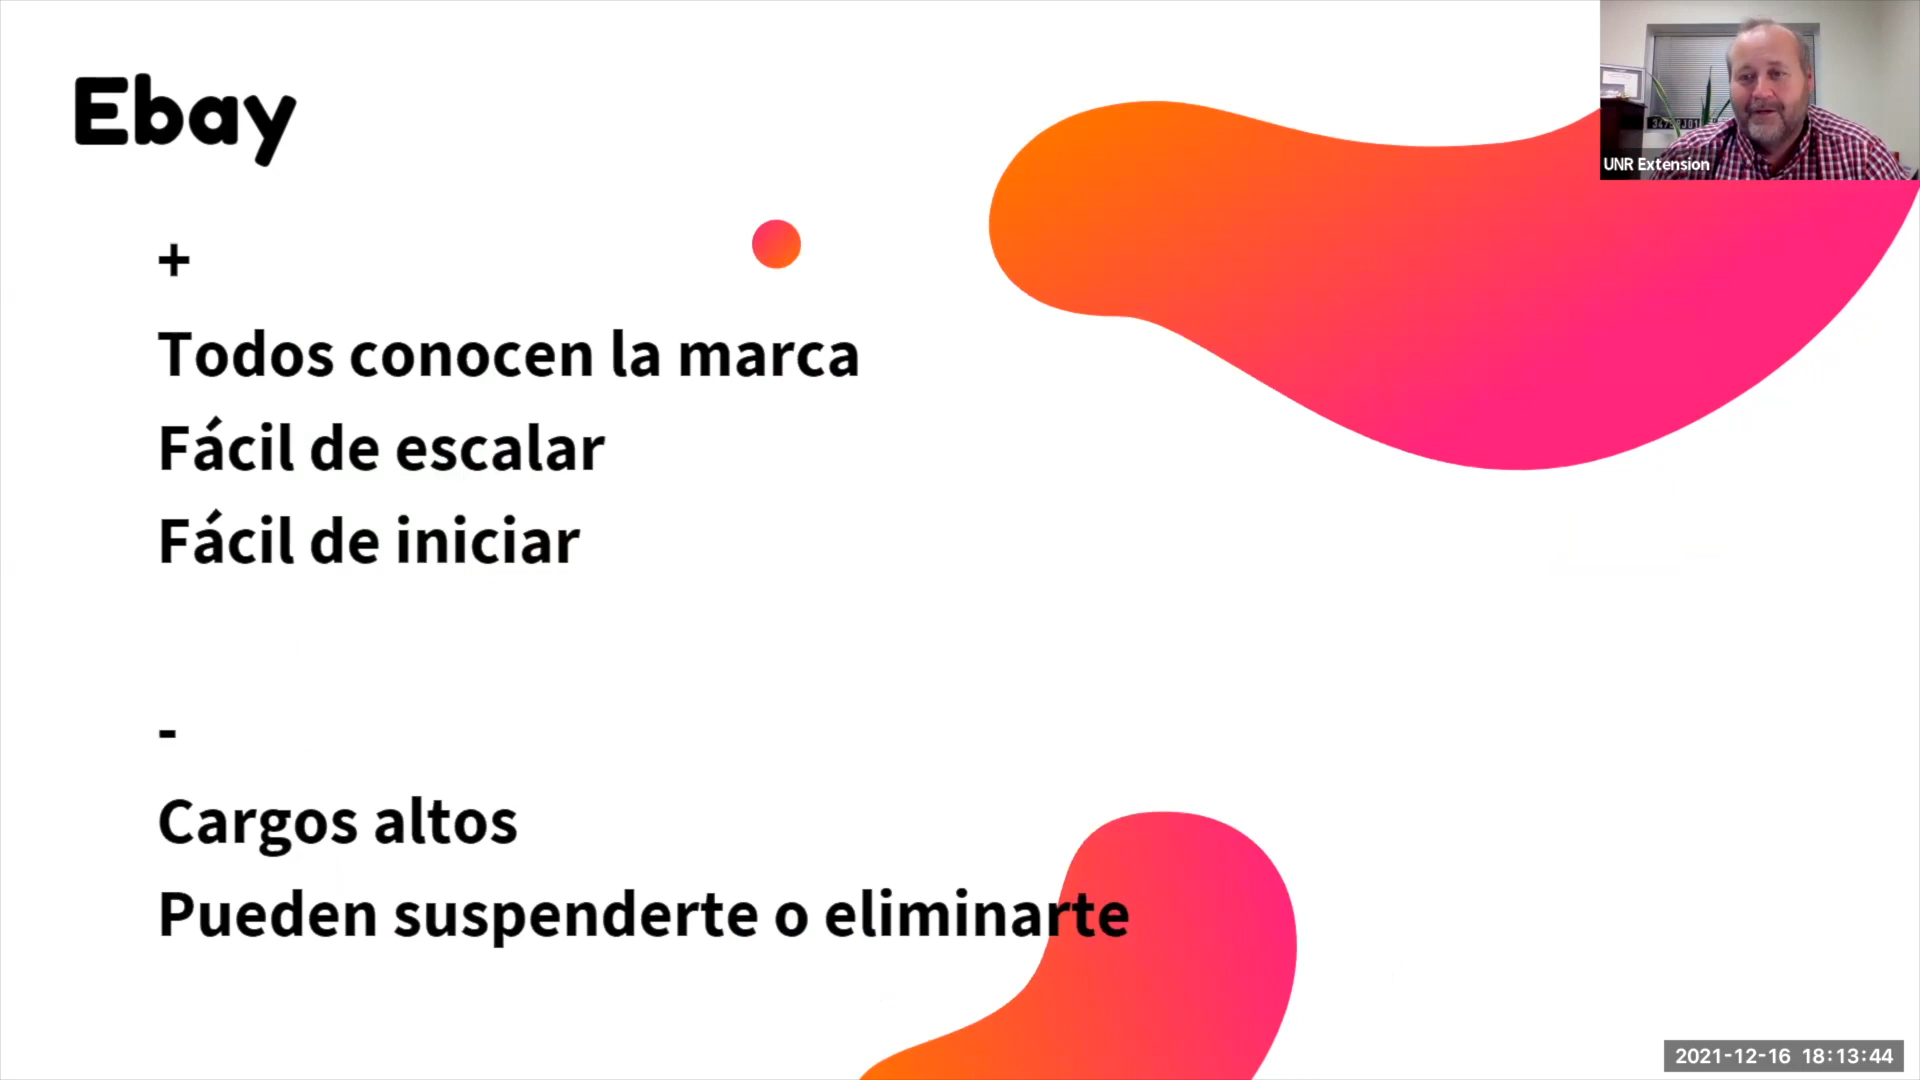 Ebay
+
Todos conocen la marca
Fácil de escalar
Fácil de iniciar
-
Cargos altos
Pueden suspenderte o eliminarte
UNR Extension
2021-12-16 18:13:44